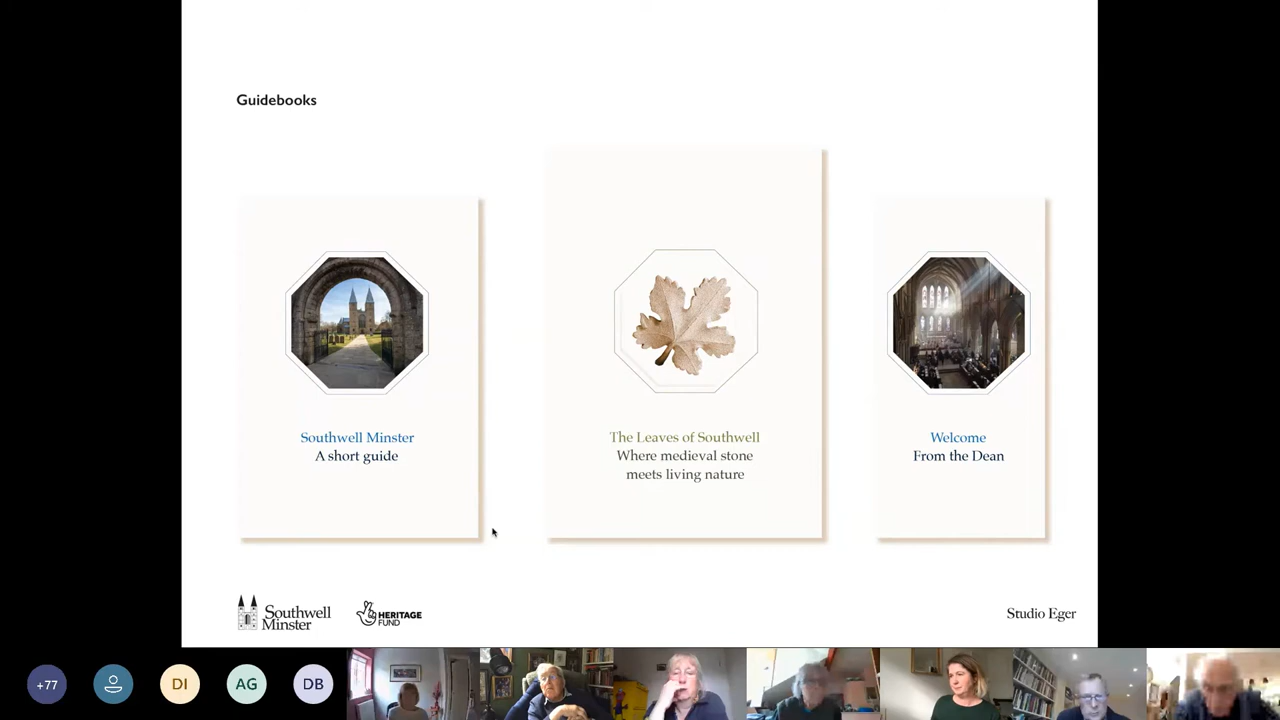 Guidebooks
Southwell Minster
A short guide
The Leaves of Southwell
Where medieval stone
meets living nature
Welcome
From the Dean
Southwell
Minster
HERITAGE
FUND
Studio Eger
+77
DI
AG
DB